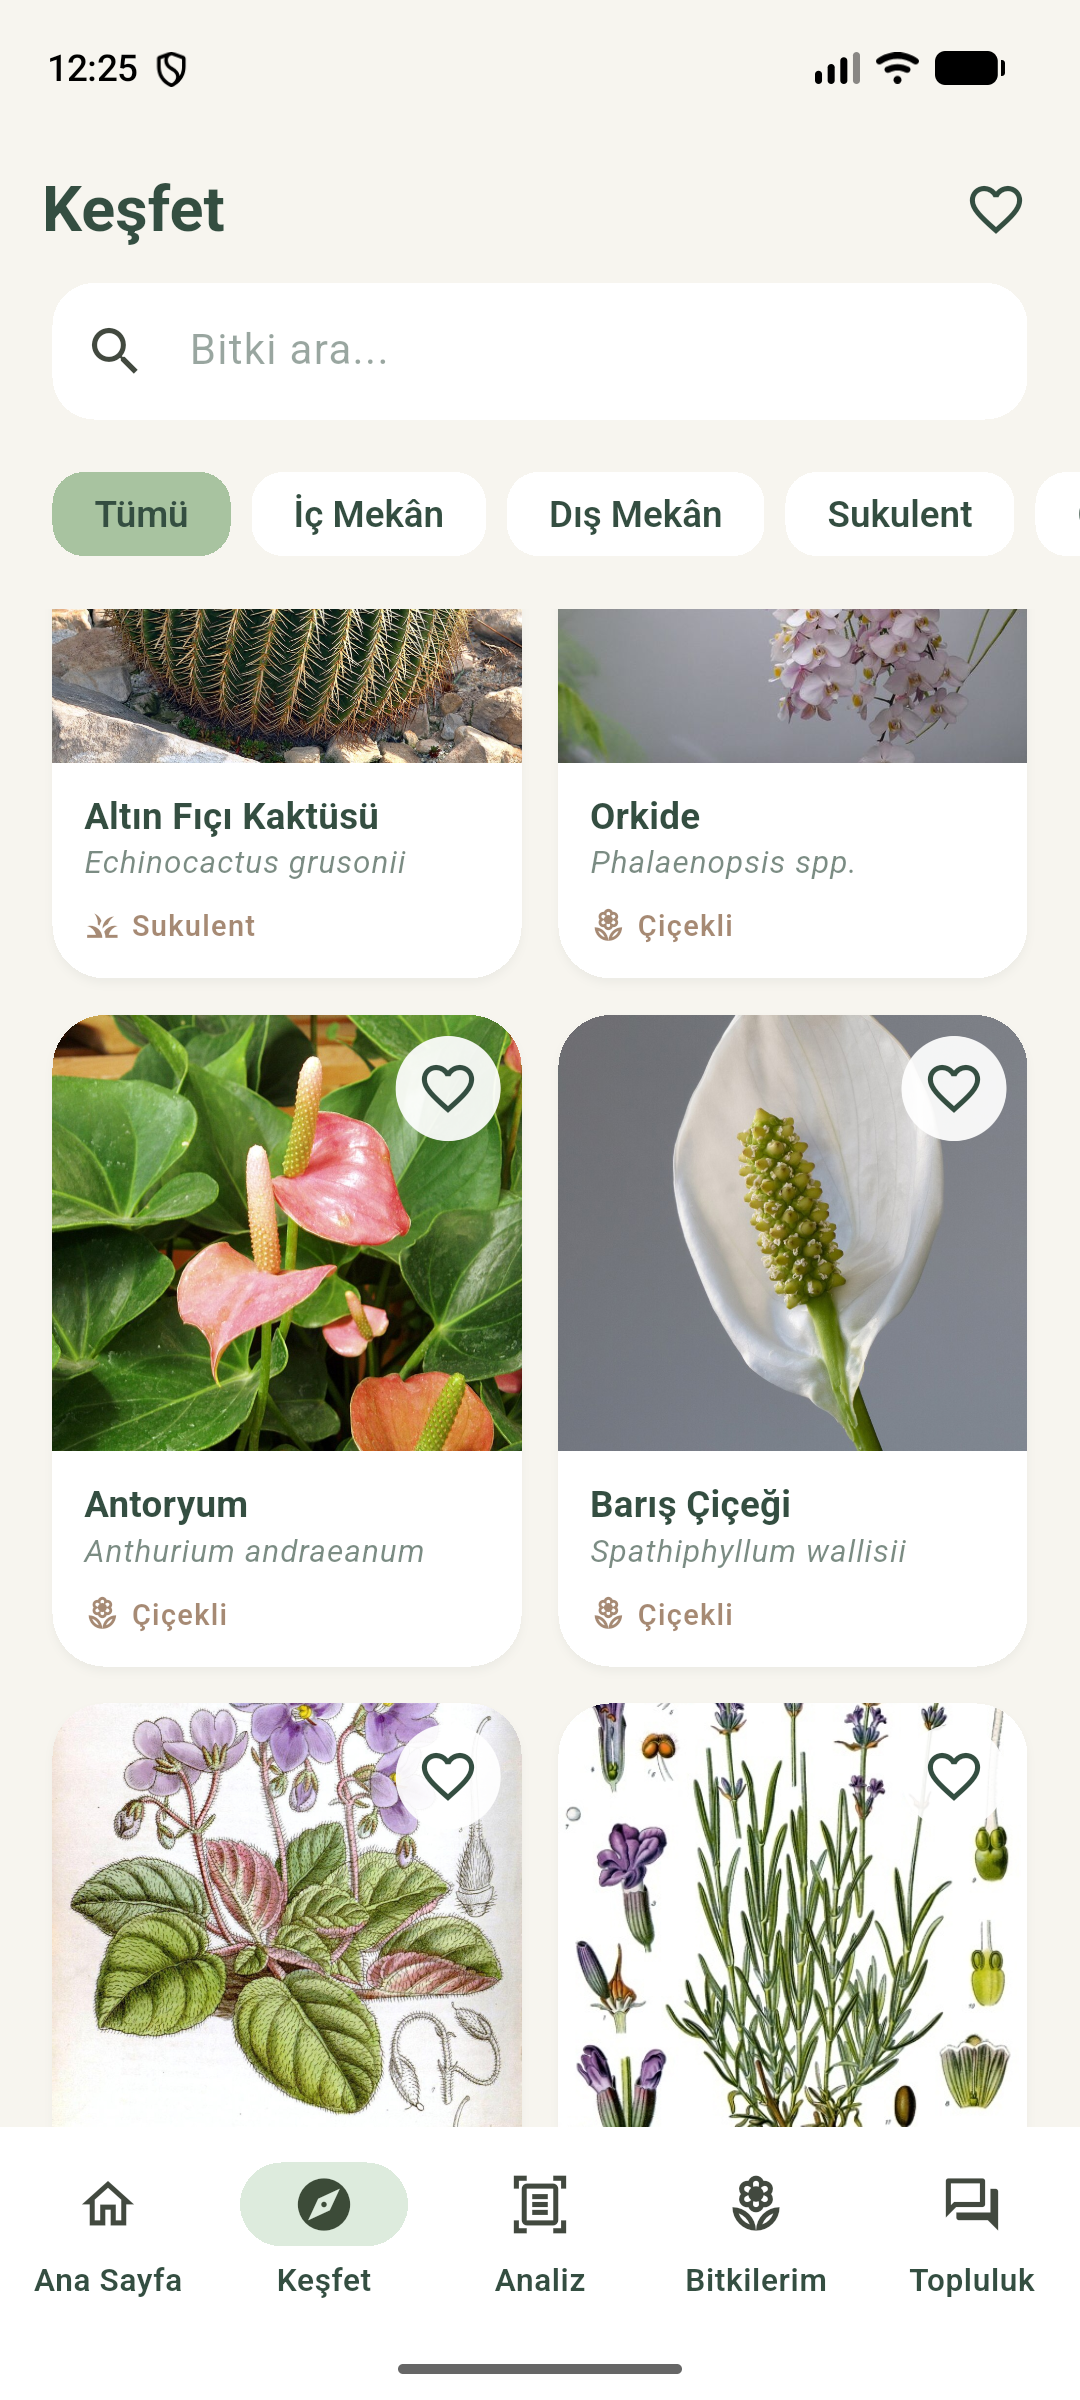 12:25
Keşfet
Bitki ara...
Tümü
İç Mekân
Dış Mekân
Sukulent
Altın Fıçı Kaktüsü
Echinocactus grusonii
Sukulent
Orkide
Phalaenopsis spp.
Çiçekli
Antoryum
Anthurium andraeanum
Çiçekli
Barış Çiçeği
Spathiphyllum wallisii
Çiçekli
Ana Sayfa
Keşfet
Analiz
Bitkilerim
Topluluk